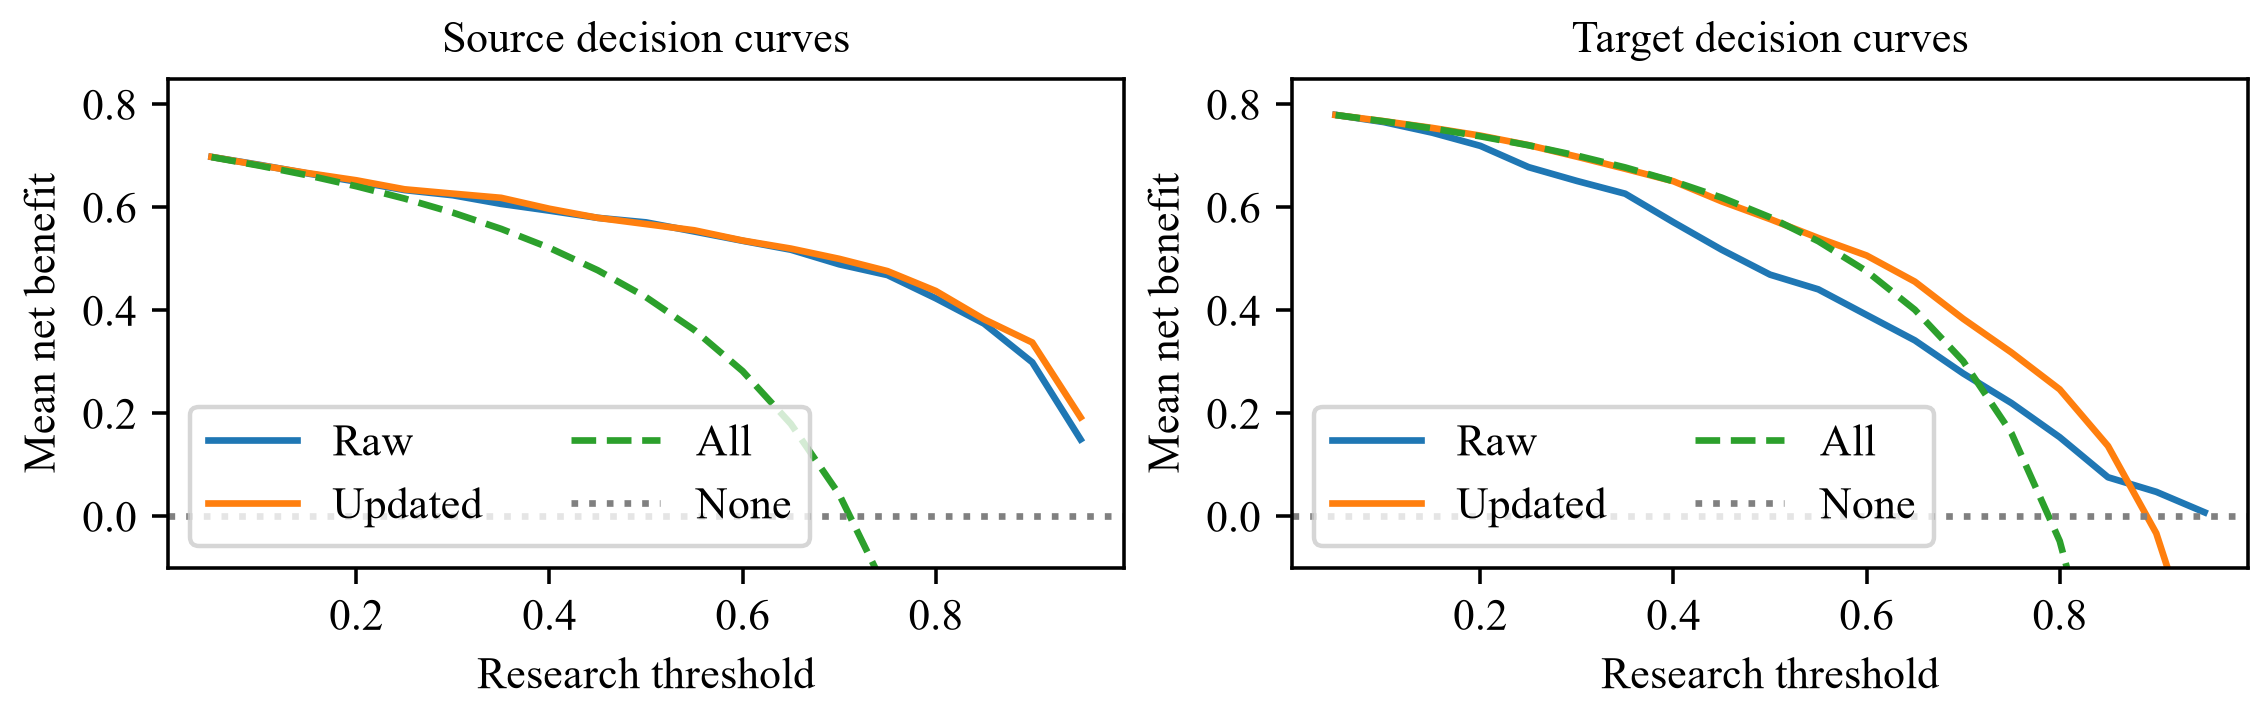 Source decision curves
Mean net benefit
0.8
0.6
0.4
0.2
0.0
Raw
Updated
All
None
0.2 0.4 0.6 0.8
Research threshold
Target decision curves
Mean net benefit
0.8
0.6
0.4
0.2
0.0
Raw
Updated
All
None
0.2 0.4 0.6 0.8
Research threshold